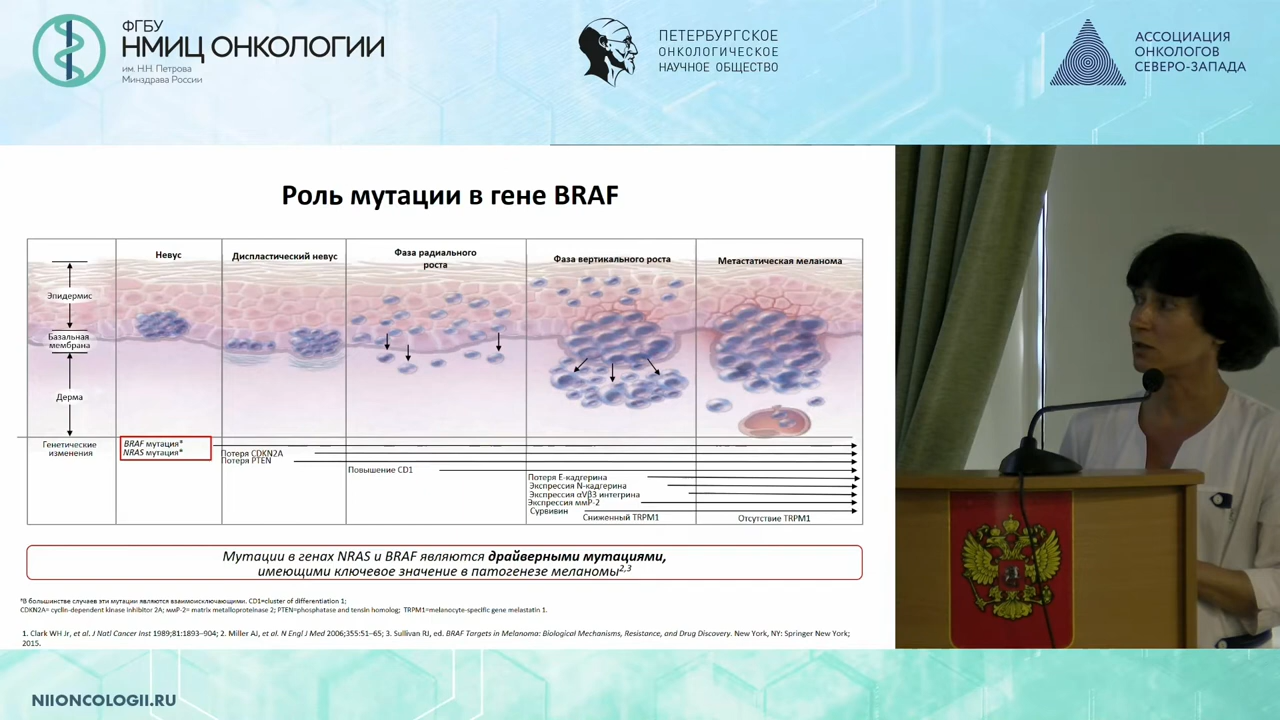 ФГБУ
НМИЦ ОНКОЛОГИИ
им. Н.Н. Петрова
Минздрава России
ПЕТЕРБУРГСКОЕ
ОНКОЛОГИЧЕСКОЕ
НАУЧНОЕ ОБЩЕСТВО
АССОЦИАЦИЯ
ОНКОЛОГОВ
СЕВЕРО-ЗАПАДА
Роль мутации в гене BRAF
Невус
Диспластический невус
Фаза радиального
роста
Фаза вертикального роста
Метастатическая меланома
Эпидермис
Базальная
мембрана
Дерма
Генетические
изменения
BRAF мутация*
NRAS мутация*
Потеря CDKN2A
Потеря PTEN
Повышение CD1
Потеря Е-кадгерина
Экспрессия N-кадгерина
Экспрессия αVβ3 интегрина
Экспрессия ммР-2
Сурвивин
Сниженный TRPM1
Отсутствие TRPM1
Мутации в генах NRAS и BRAF являются драйверными мутациями,
имеющими ключевое значение в патогенезе меланомы2,3
*В большинстве случаев эти мутации являются взаимоисключающими. CD1=cluster of differentiation 1;
CDKN2A= cyclin-dependent kinase inhibitor 2A; ммР-2= matrix metalloproteinase 2; PTEN=phosphatase and tensin homolog; TRPM1=melanocyte-specific gene melastatin 1.
1. Clark WH Jr, et al. J Natl Cancer Inst 1989;81:1893–904; 2. Miller AJ, et al. N Engl J Med 2006;355:51–65; 3. Sullivan RJ, ed. BRAF Targets in Melanoma: Biological Mechanisms, Resistance, and Drug Discovery. New York, NY: Springer New York;
2015.
NIIONCOLOGII.RU